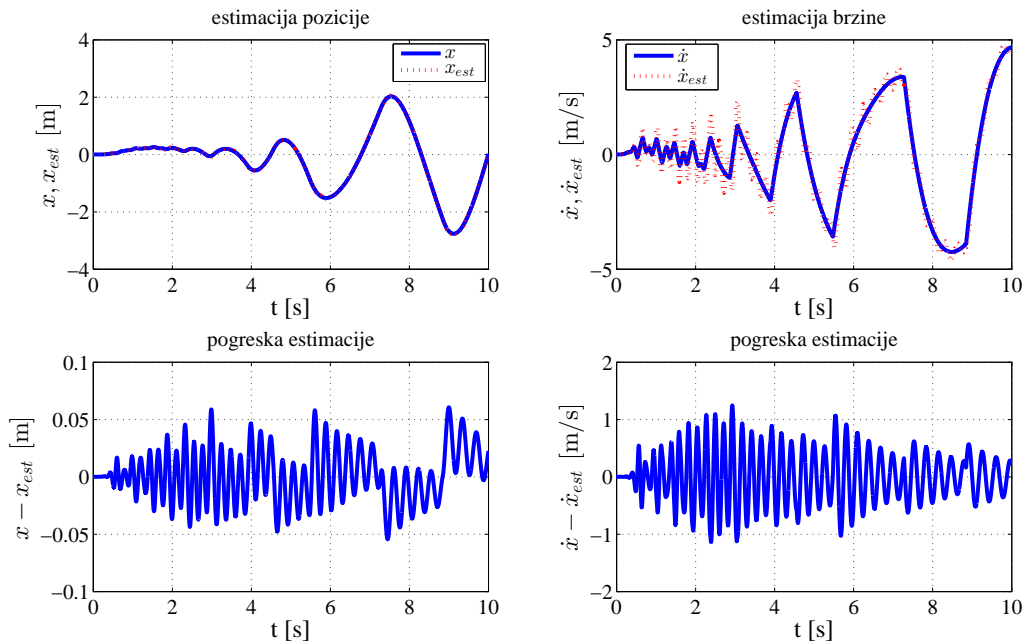 estimacija pozicije
4
2
0
−2
−4
x, x_est [m]
x
x_est
0 2 4 6 8 10
t [s]
estimacija brzine
5
0
−5
ẋ, ẋ_est [m/s]
ẋ
ẋ_est
0 2 4 6 8 10
t [s]
pogreska estimacije
0.1
0.05
0
−0.05
−0.1
x − x_est [m]
0 2 4 6 8 10
t [s]
pogreska estimacije
2
1
0
−1
−2
ẋ − ẋ_est [m/s]
0 2 4 6 8 10
t [s]